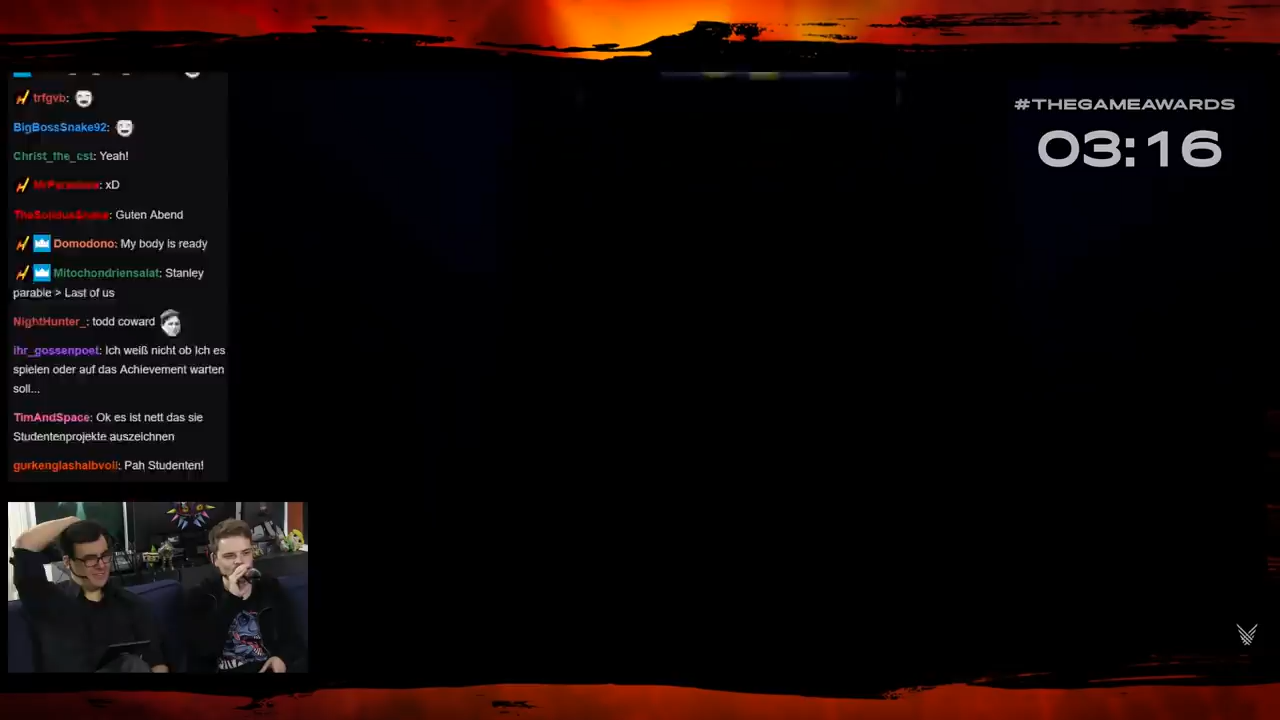 trfgvb:
BigBossSnake92:
Christ_the_cst: Yeah!
xD
TheSolidusSnake: Guten Abend
Domodono: My body is ready
Mitochondriensalat: Stanley
parable > Last of us
NightHunter_: todd coward
ihr_gossenpoet: Ich weiß nicht ob Ich es
spielen oder auf das Achievement warten
soll...
TimAndSpace: Ok es ist nett das sie
Studentenprojekte auszeichnen
gurkenglashalbvoll: Pah Studenten!
#THEGAMEAWARDS
03:16